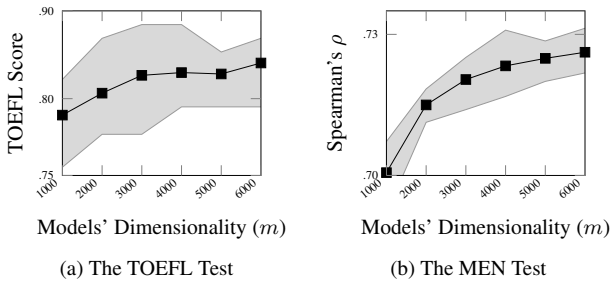 .90
.80
.75
TOEFL Score
1000 2000 3000 4000 5000 6000
Models' Dimensionality (m)
(a) The TOEFL Test
.73
.70
Spearman's ρ
1000 2000 3000 4000 5000 6000
Models' Dimensionality (m)
(b) The MEN Test